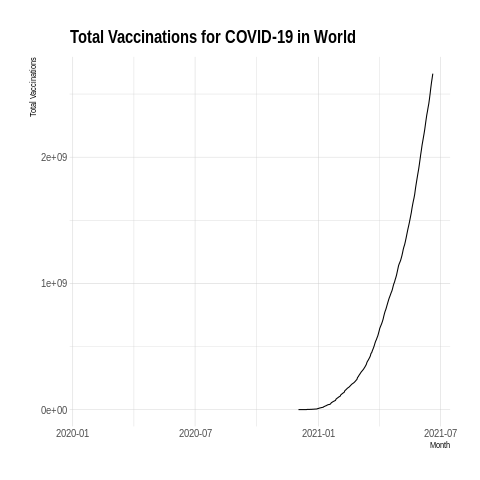 Total Vaccinations for COVID-19 in World
Total Vaccinations
2e+09
1e+09
0e+00
2020-01 2020-07 2021-01 2021-07
Month